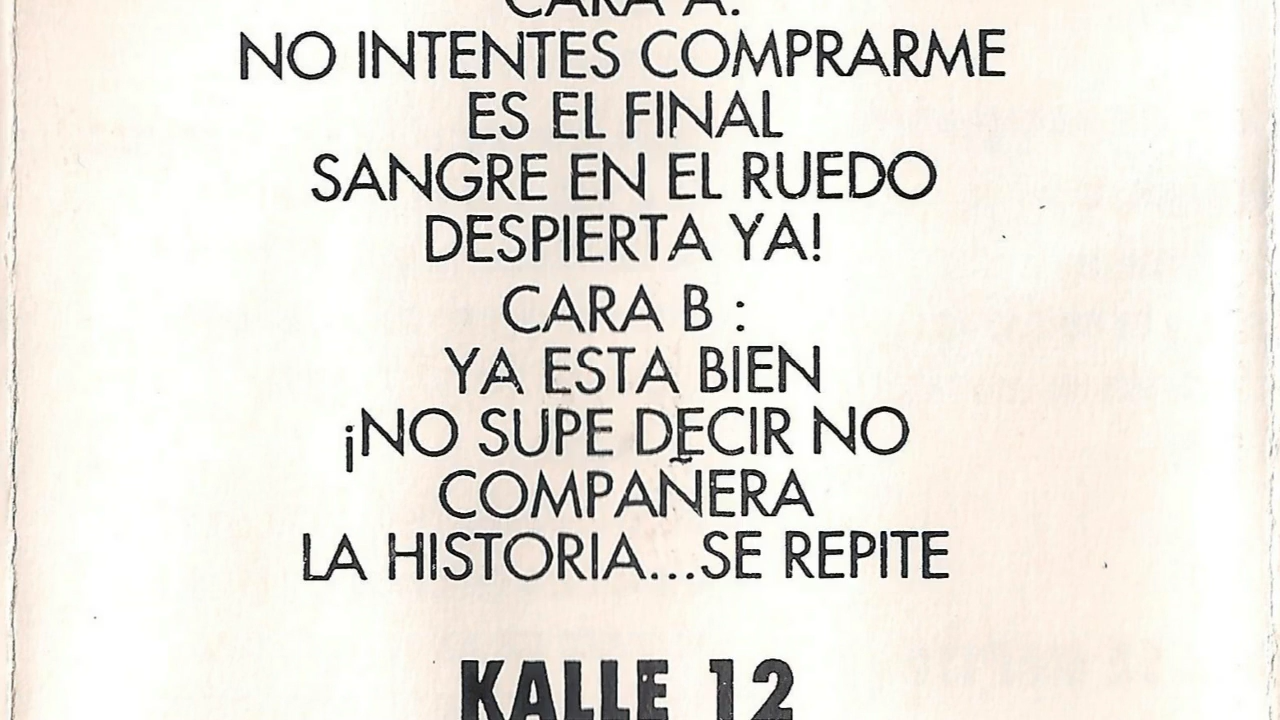 CARA A:
NO INTENTES COMPRARME
ES EL FINAL
SANGRE EN EL RUEDO
DESPIERTA YA!
CARA B :
YA ESTA BIEN
¡NO SUPE DECIR NO
COMPAÑERA
LA HISTORIA...SE REPITE
KALLE 12